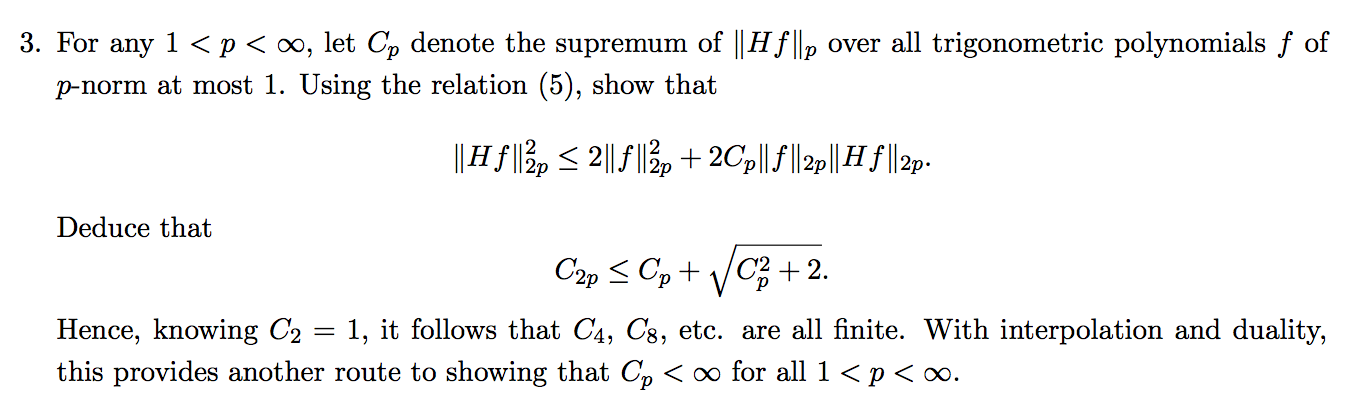 3. For any 1 < p < ∞, let C_p denote the supremum of ‖Hf‖_p over all trigonometric polynomials f of
p-norm at most 1. Using the relation (5), show that
‖Hf‖²_{2p} ≤ 2‖f‖²_{2p} + 2C_p‖f‖_{2p}‖Hf‖_{2p}.
Deduce that
C_{2p} ≤ C_p + √(C_p² + 2).
Hence, knowing C_2 = 1, it follows that C_4, C_8, etc. are all finite. With interpolation and duality,
this provides another route to showing that C_p < ∞ for all 1 < p < ∞.